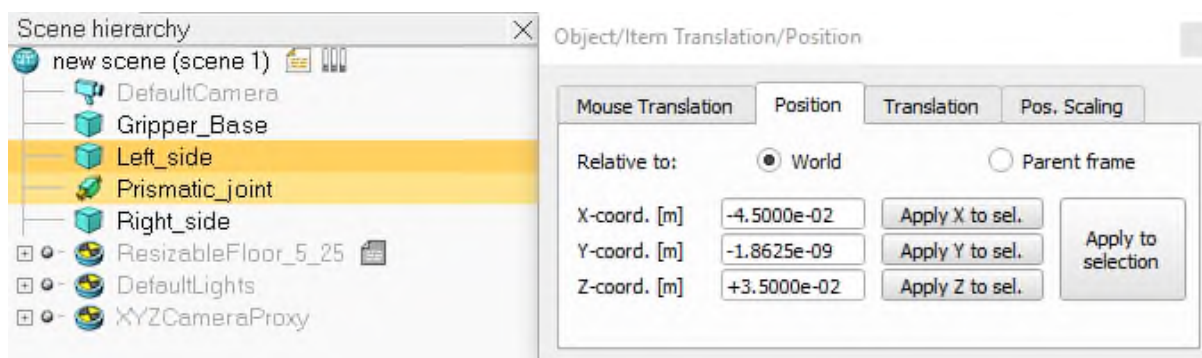 Scene hierarchy
new scene (scene 1)
DefaultCamera
Gripper_Base
Left_side
Prismatic_joint
Right_side
ResizableFloor_5_25
DefaultLights
XYZCameraProxy
Object/Item Translation/Position
Mouse Translation Position Translation Pos. Scaling
Relative to: World Parent frame
X-coord. [m] -4.5000e-02 Apply X to sel.
Y-coord. [m] -1.8625e-09 Apply Y to sel.
Z-coord. [m] +3.5000e-02 Apply Z to sel.
Apply to
selection